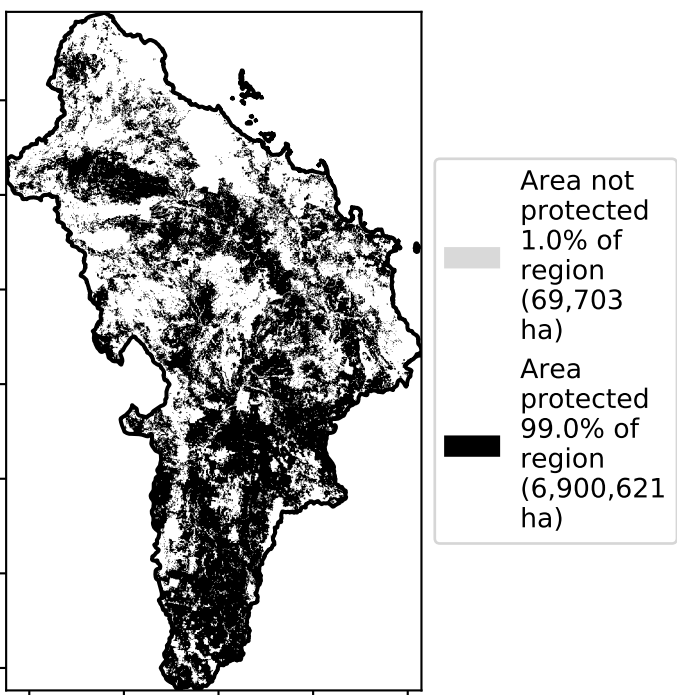 Area not
protected
1.0% of
region
(69,703
ha)
Area
protected
99.0% of
region
(6,900,621
ha)